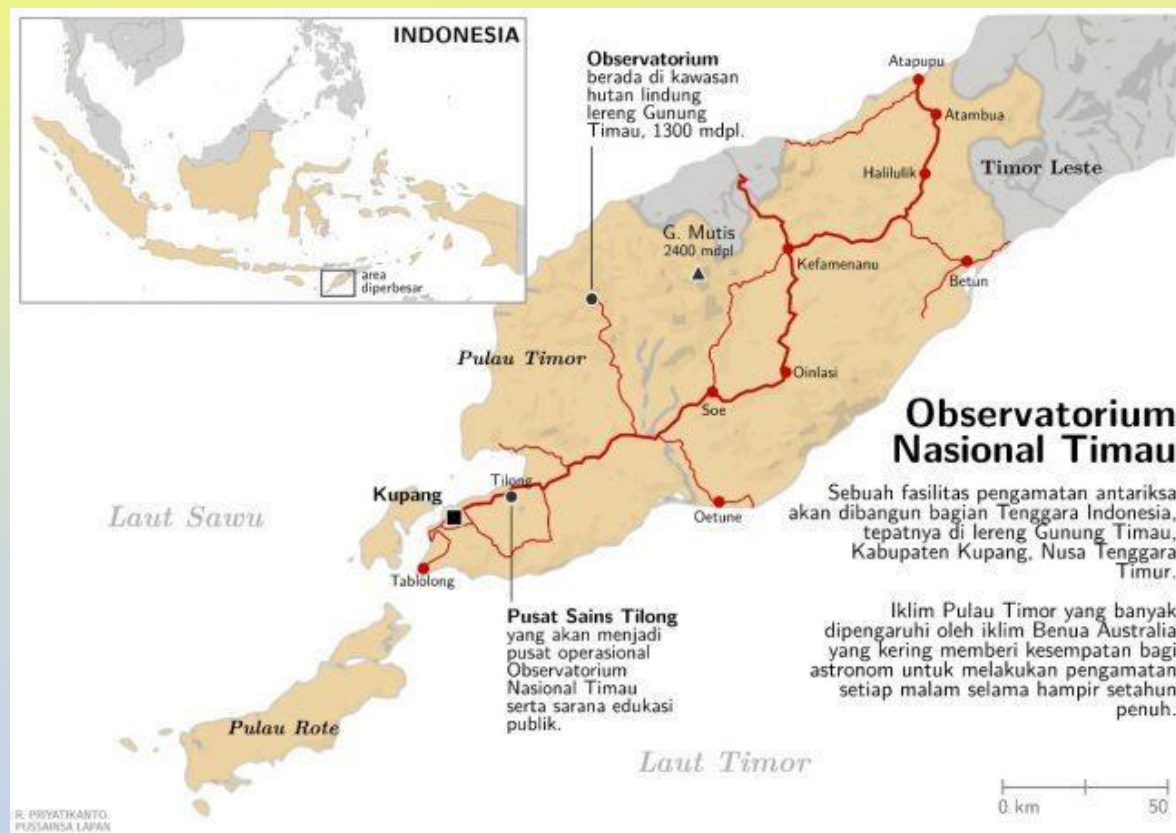 INDONESIA
area
diperbesar
Observatorium
berada di kawasan
hutan lindung
lereng Gunung
Timau, 1300 mdpl.
Atapupu
Atambua
Halilulik
Timor Leste
G. Mutis
2400 mdpl
Kefamenanu
Betun
Pulau Timor
Oinlasi
Soe
Observatorium
Nasional Timau
Sebuah fasilitas pengamatan antariksa
akan dibangun bagian Tenggara Indonesia,
tepatnya di lereng Gunung Timau,
Kabupaten Kupang, Nusa Tenggara
Timur.
Iklim Pulau Timor yang banyak
dipengaruhi oleh iklim Benua Australia
yang kering memberi kesempatan bagi
astronom untuk melakukan pengamatan
setiap malam selama hampir setahun
penuh.
Tilong
Kupang
Laut Sawu
Oetune
Tablolong
Pusat Sains Tilong
yang akan menjadi
pusat operasional
Observatorium
Nasional Timau
serta sarana edukasi
publik.
Pulau Rote
Laut Timor
0 km 50
R. PRIYATIKANTO
PUSSAINSA LAPAN